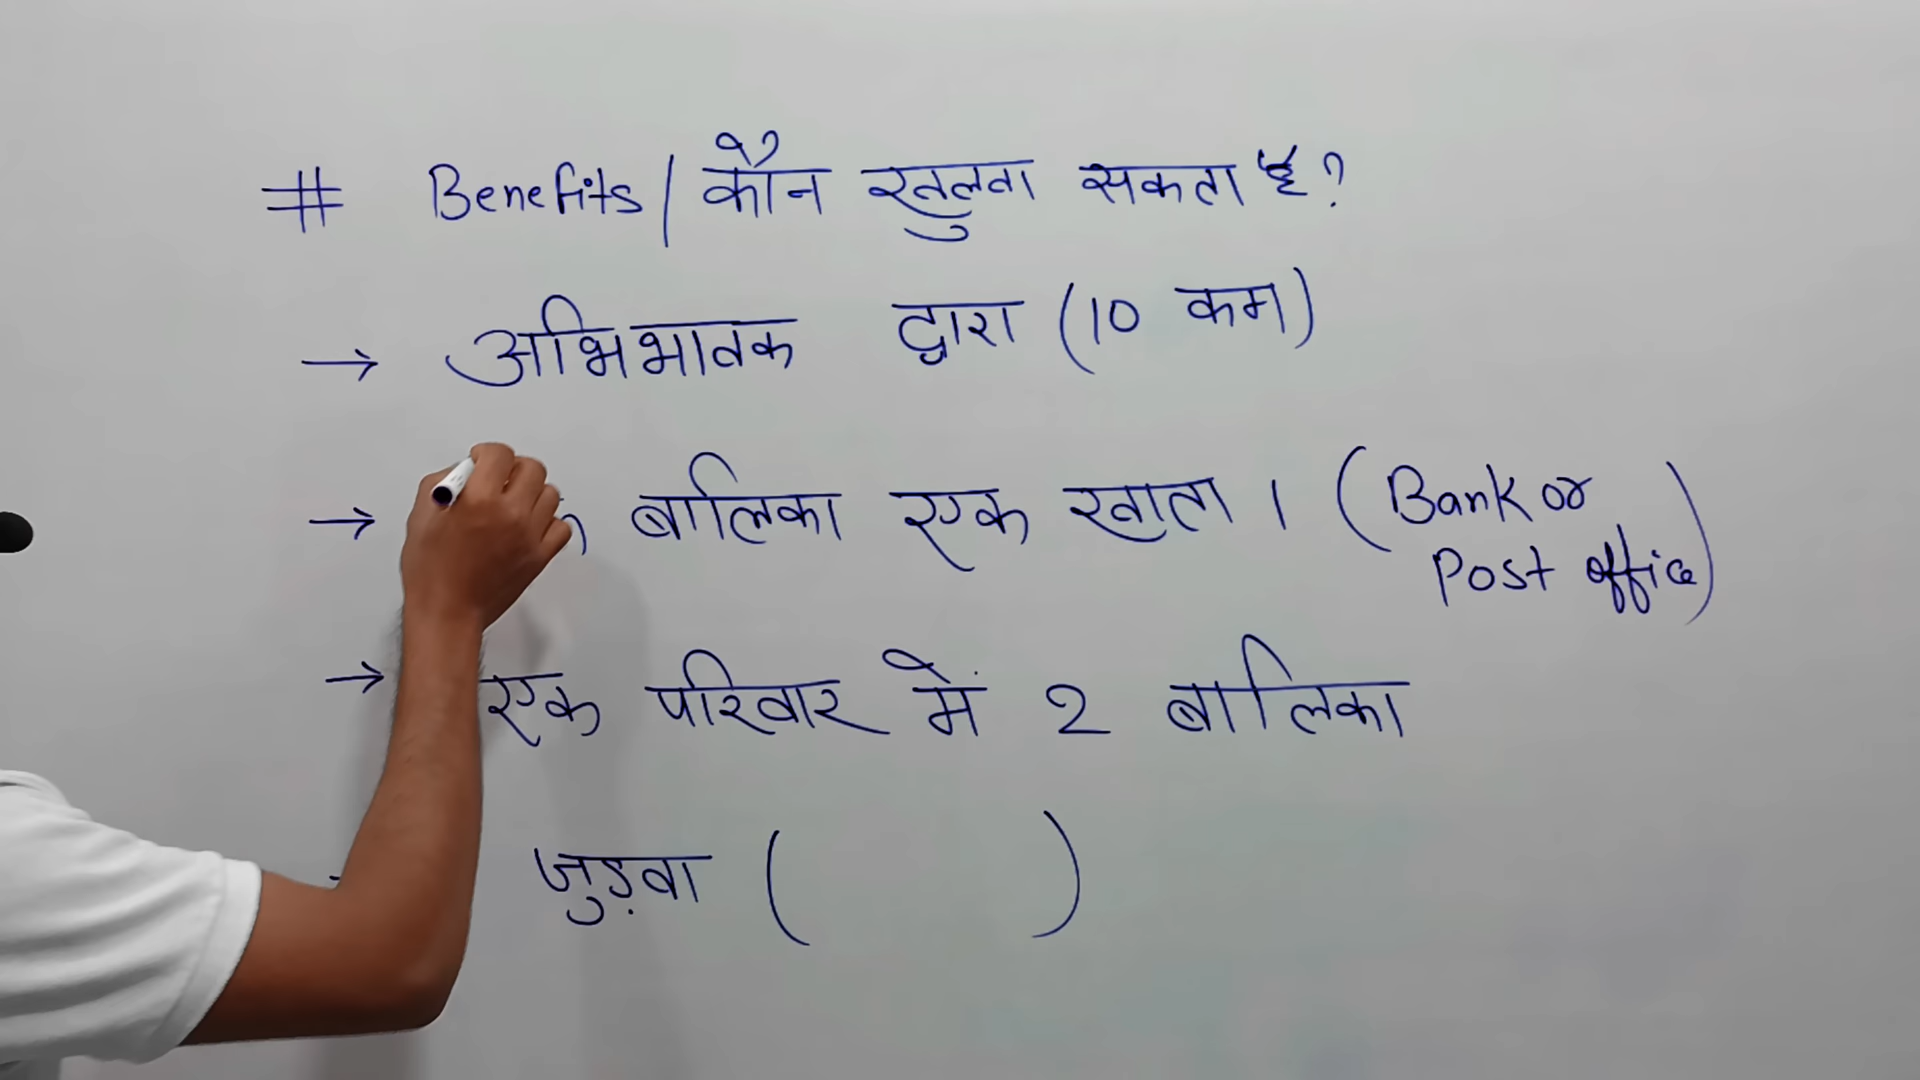 # Benefits / कौन खुलवा सकता है?
→ अभिभावक द्वारा (10 कम)
→ बालिका एक खाता । (Bank or
Post office)
→ एक परिवार में 2 बालिका
जुड़वा ( )